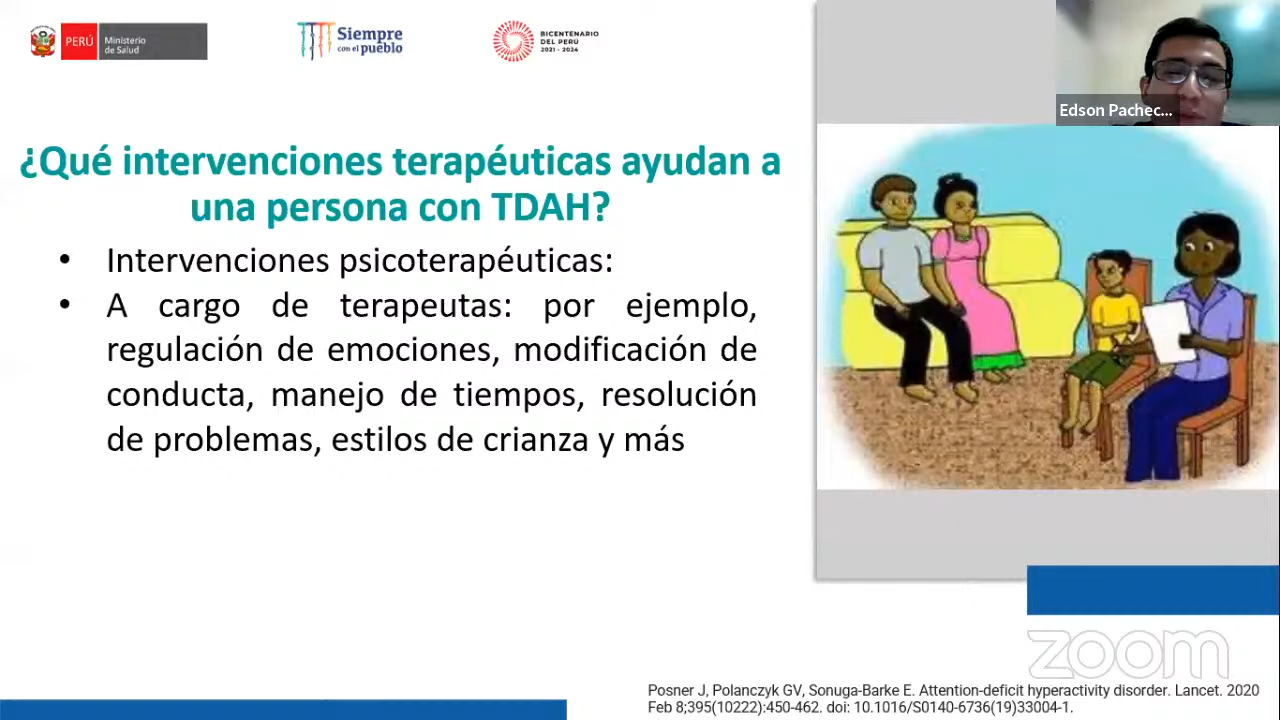 PERÚ
Ministerio
de Salud
Siempre
con el pueblo
BICENTENARIO
DEL PERÚ
2021 - 2024
Edson Pachec...
¿Qué intervenciones terapéuticas ayudan a
una persona con TDAH?
• Intervenciones psicoterapéuticas:
• A cargo de terapeutas: por ejemplo,
regulación de emociones, modificación de
conducta, manejo de tiempos, resolución
de problemas, estilos de crianza y más
zoom
Posner J, Polanczyk GV, Sonuga-Barke E. Attention-deficit hyperactivity disorder. Lancet. 2020
Feb 8;395(10222):450-462. doi: 10.1016/S0140-6736(19)33004-1.